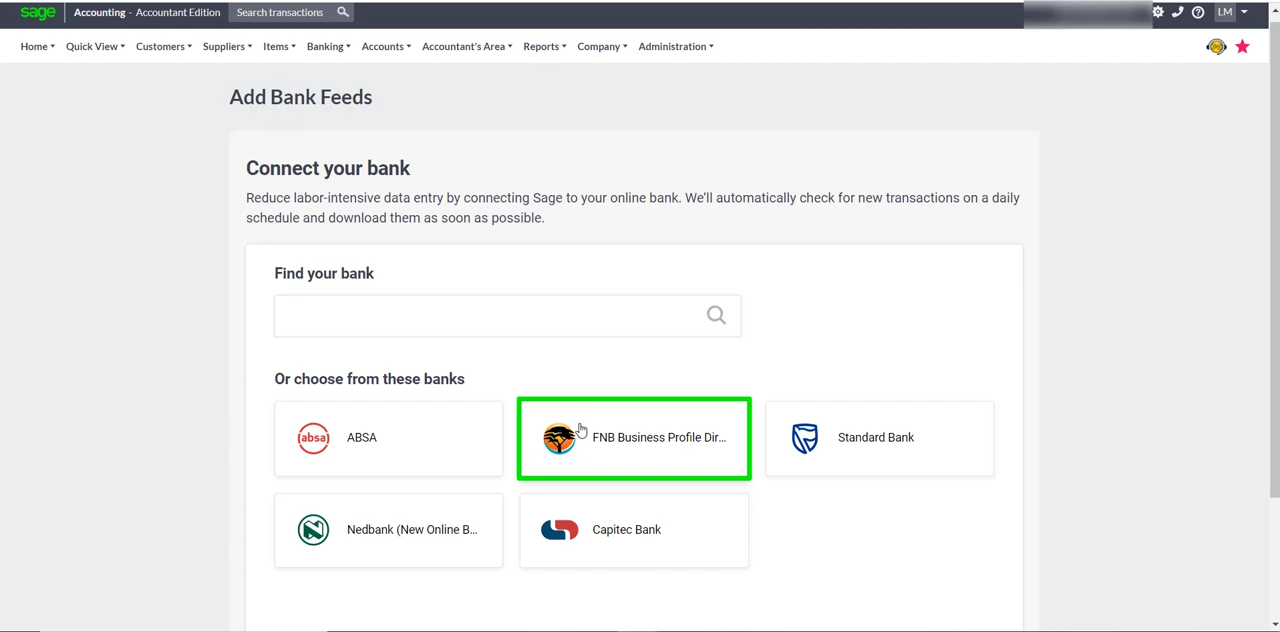 sage Accounting - Accountant Edition Search transactions LM
Home Quick View Customers Suppliers Items Banking Accounts Accountant's Area Reports Company Administration
Add Bank Feeds
Connect your bank
Reduce labor-intensive data entry by connecting Sage to your online bank. We'll automatically check for new transactions on a daily
schedule and download them as soon as possible.
Find your bank
Or choose from these banks
absa ABSA FNB Business Profile Dir... Standard Bank
Nedbank (New Online B... Capitec Bank